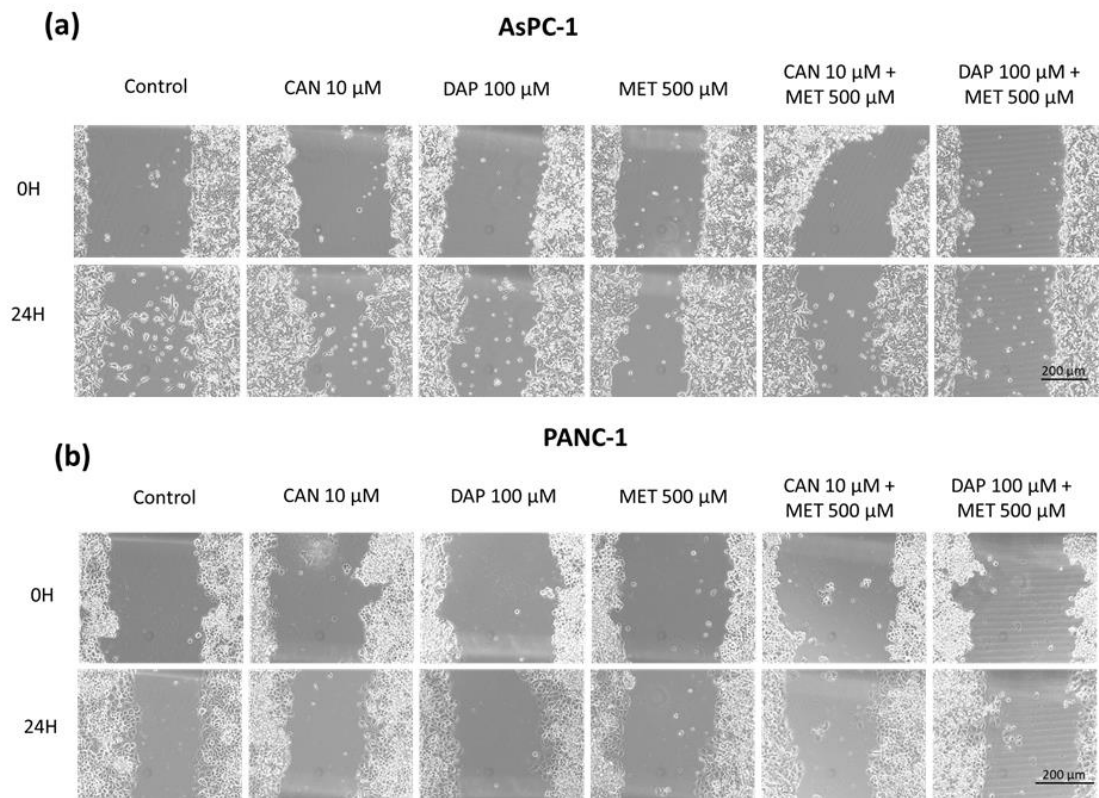 (a)
AsPC-1
Control
CAN 10 µM
DAP 100 µM
MET 500 µM
CAN 10 µM +
MET 500 µM
DAP 100 µM +
MET 500 µM
0H
24H
200 µm
(b)
PANC-1
Control
CAN 10 µM
DAP 100 µM
MET 500 µM
CAN 10 µM +
MET 500 µM
DAP 100 µM +
MET 500 µM
0H
24H
200 µm